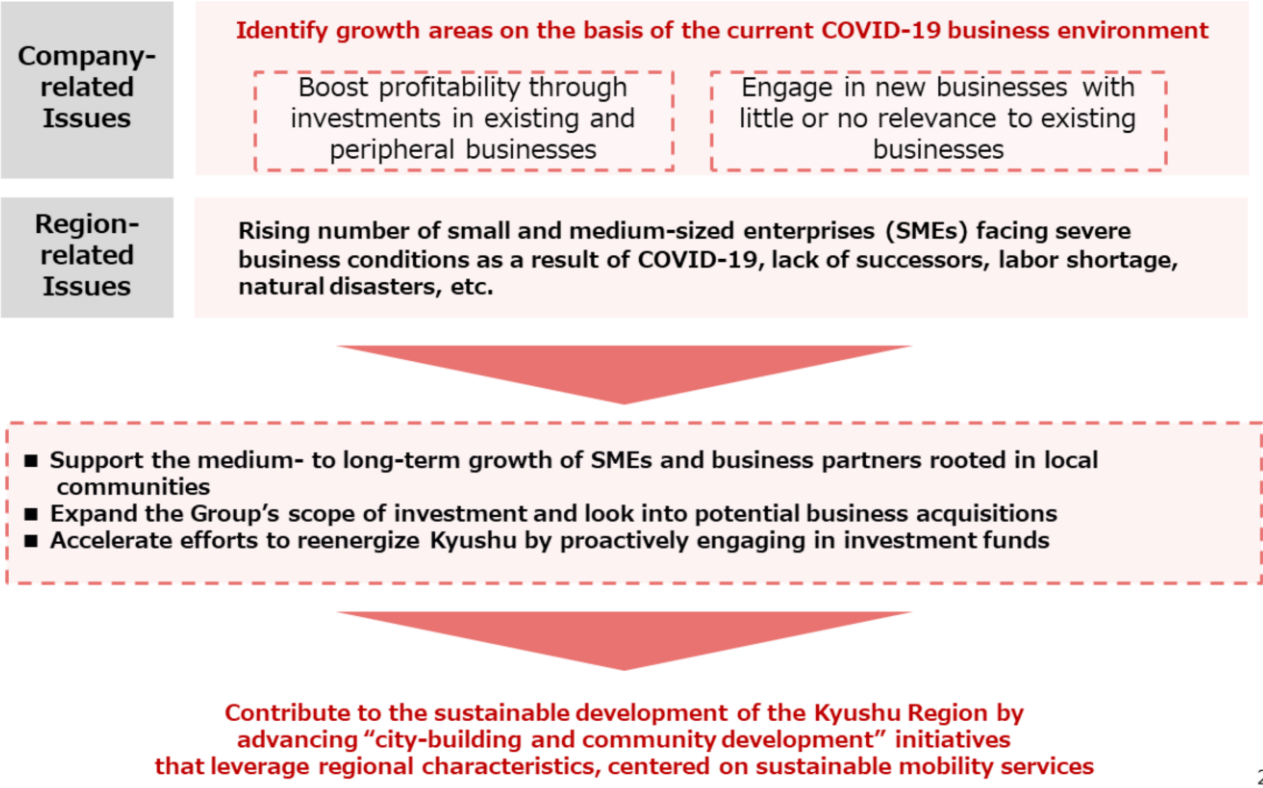 Company-
related
Issues
Identify growth areas on the basis of the current COVID-19 business environment
Boost profitability through
investments in existing and
peripheral businesses
Engage in new businesses with
little or no relevance to existing
businesses
Region-
related
Issues
Rising number of small and medium-sized enterprises (SMEs) facing severe
business conditions as a result of COVID-19, lack of successors, labor shortage,
natural disasters, etc.
■ Support the medium- to long-term growth of SMEs and business partners rooted in local
communities
■ Expand the Group’s scope of investment and look into potential business acquisitions
■ Accelerate efforts to reenergize Kyushu by proactively engaging in investment funds
Contribute to the sustainable development of the Kyushu Region by
advancing “city-building and community development” initiatives
that leverage regional characteristics, centered on sustainable mobility services